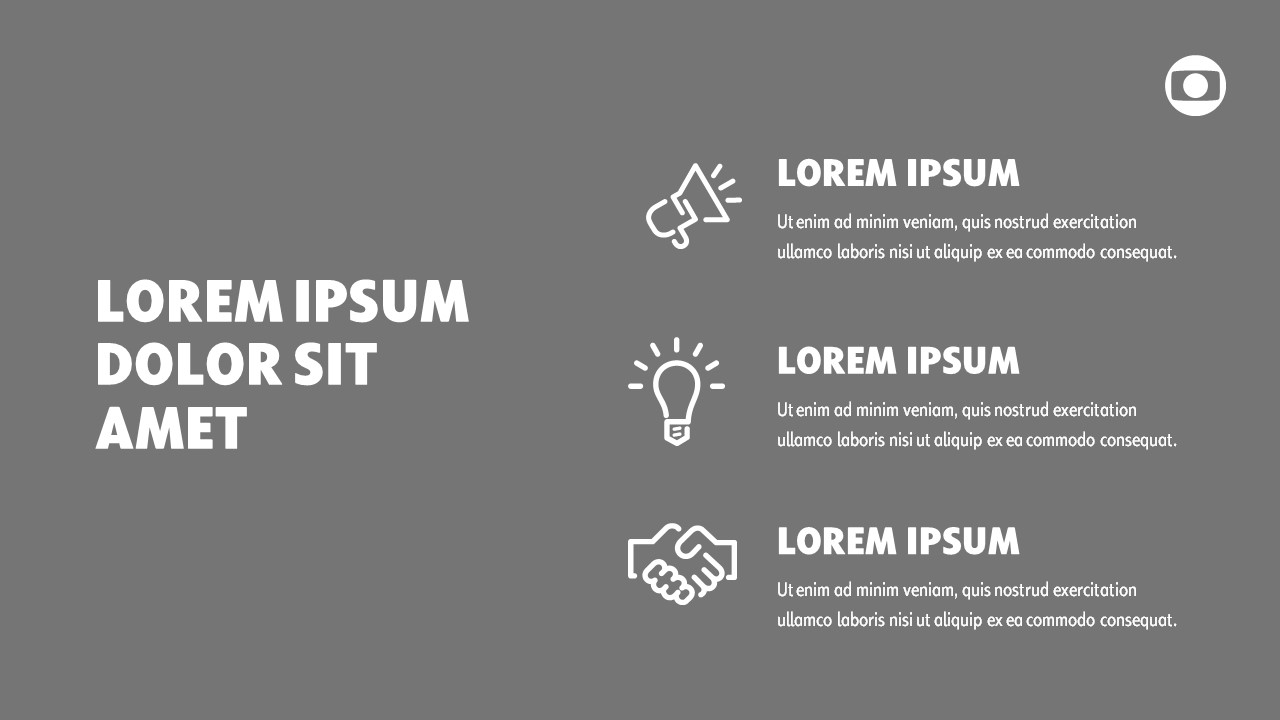 LOREM IPSUM
DOLOR SIT
AMET
LOREM IPSUM
Ut enim ad minim veniam, quis nostrud exercitation
ullamco laboris nisi ut aliquip ex ea commodo consequat.
LOREM IPSUM
Ut enim ad minim veniam, quis nostrud exercitation
ullamco laboris nisi ut aliquip ex ea commodo consequat.
LOREM IPSUM
Ut enim ad minim veniam, quis nostrud exercitation
ullamco laboris nisi ut aliquip ex ea commodo consequat.